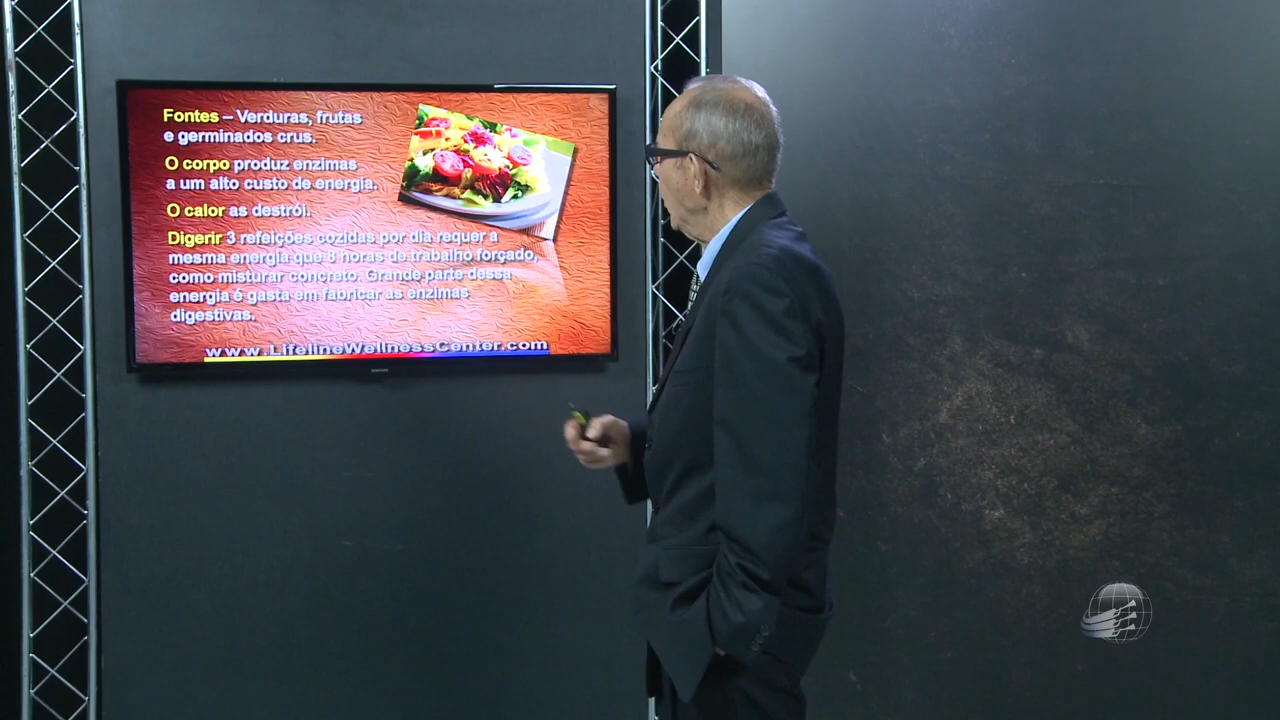 Fontes – Verduras, frutas
e germinados crus.
O corpo produz enzimas
a um alto custo de energia.
O calor as destrói.
Digerir 3 refeições cozidas por dia requer a
mesma energia que 8 horas de trabalho forçado,
como misturar concreto. Grande parte dessa
energia é gasta em fabricar as enzimas
digestivas.
www.LifelineWellnessCenter.com
SAMSUNG